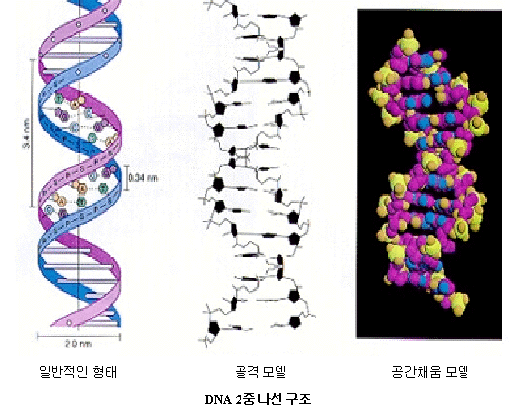 3.4 nm
0.34 nm
2.0 nm
일반적인 형태
골격 모델
공간채움 모델
DNA 2중 나선 구조